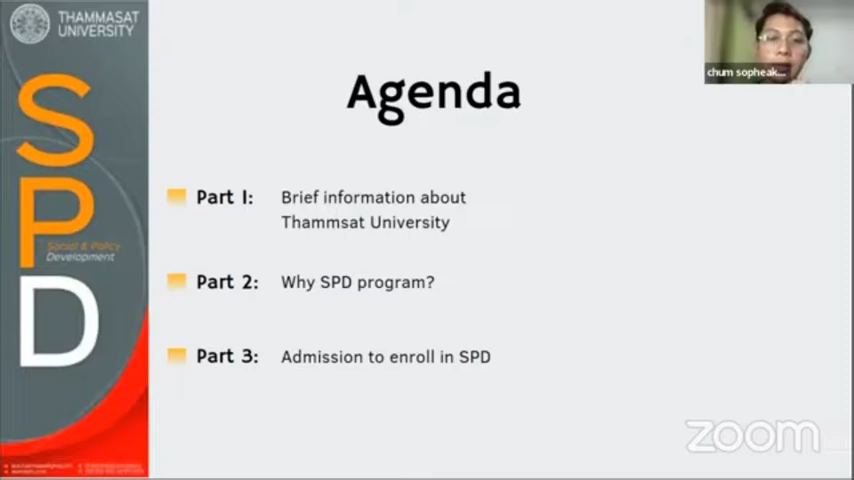 THAMMASAT
UNIVERSITY
S
P
D
Social & Policy
Development
Agenda
Part 1:
Brief information about
Thammsat University
Part 2:
Why SPD program?
Part 3:
Admission to enroll in SPD
chum sopheak...
zoom